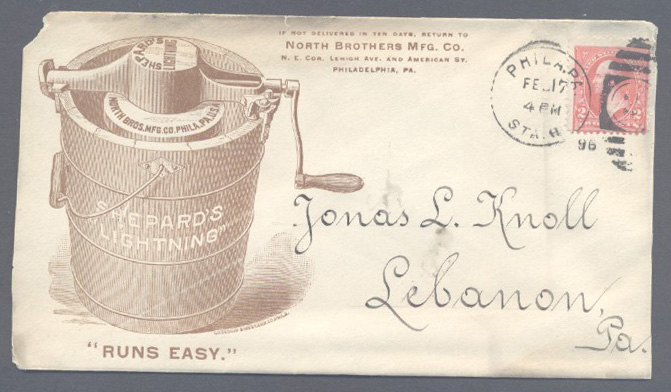 IF NOT DELIVERED IN TEN DAYS, RETURN TO
NORTH BROTHERS MFG. CO.
N. E. COR. LEHIGH AVE. AND AMERICAN ST.
PHILADELPHIA, PA.
PHILA. PA
FEB 17
4 PM
STA. H
96
2 2
SHEPARD'S
LIGHTNING
NORTH BROS. MFG. CO. PHILA. PA. U.S.A.
"SHEPARD'S
LIGHTNING"
"RUNS EASY."
Jonas L. Knoll
Lebanon,
Pa.